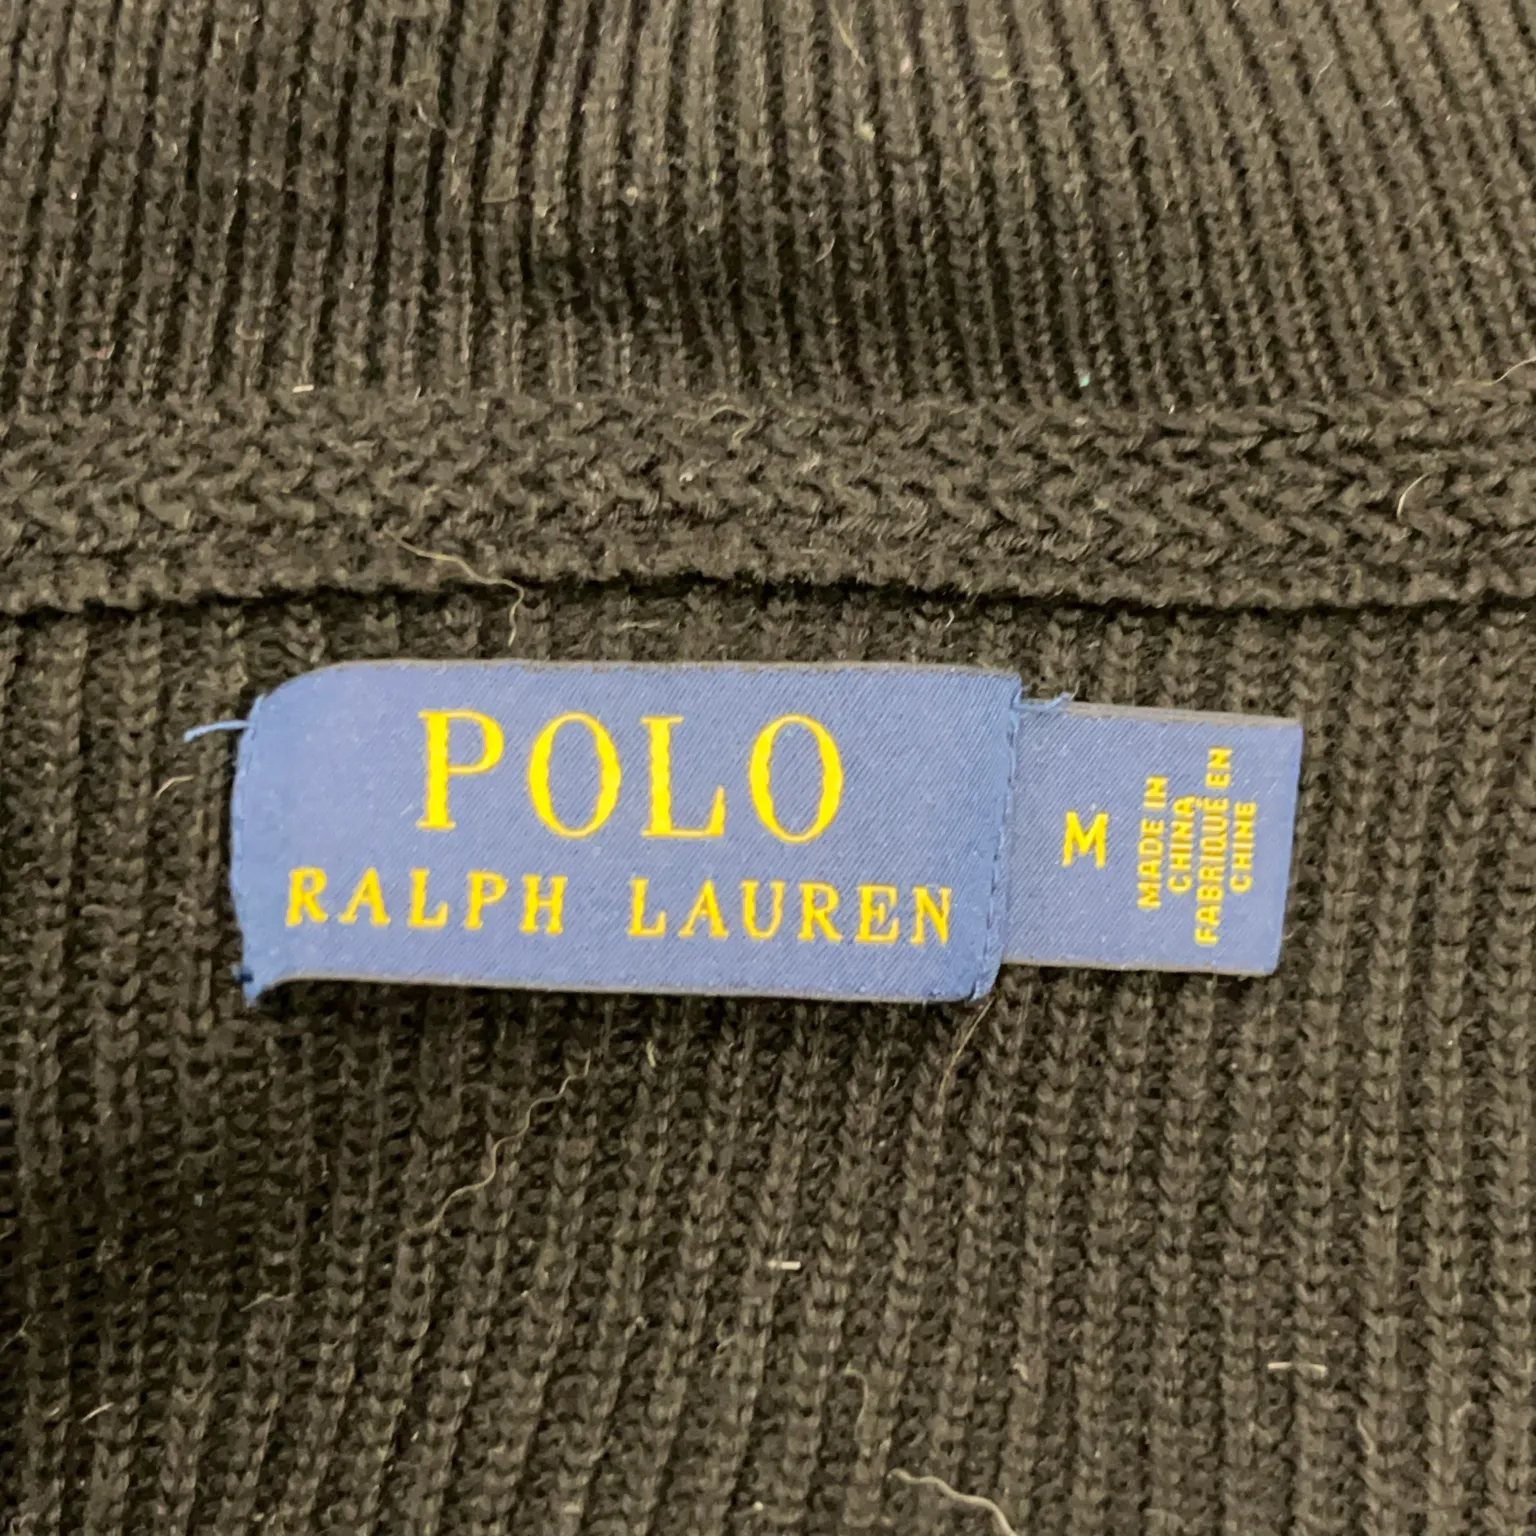 POLO
RALPH LAUREN
M
MADE IN
CHINA
FABRIQUÉ EN
CHINE